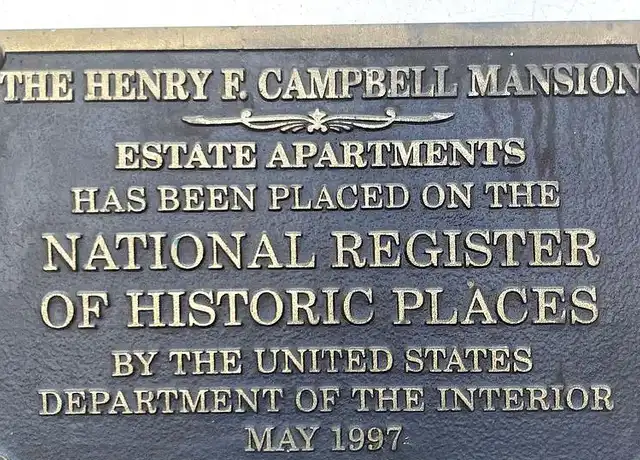 THE HENRY F. CAMPBELL MANSION
ESTATE APARTMENTS
HAS BEEN PLACED ON THE
NATIONAL REGISTER
OF HISTORIC PLACES
BY THE UNITED STATES
DEPARTMENT OF THE INTERIOR
MAY 1997